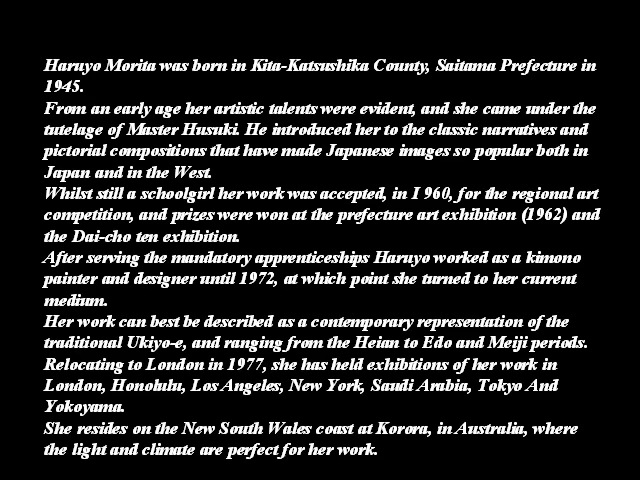 Haruyo Morita was born in Kita-Katsushika County, Saitama Prefecture in
1945.
From an early age her artistic talents were evident, and she came under the
tutelage of Master Husuki. He introduced her to the classic narratives and
pictorial compositions that have made Japanese images so popular both in
Japan and in the West.
Whilst still a schoolgirl her work was accepted, in I 960, for the regional art
competition, and prizes were won at the prefecture art exhibition (1962) and
the Dai-cho ten exhibition.
After serving the mandatory apprenticeships Haruyo worked as a kimono
painter and designer until 1972, at which point she turned to her current
medium.
Her work can best be described as a contemporary representation of the
traditional Ukiyo-e, and ranging from the Heian to Edo and Meiji periods.
Relocating to London in 1977, she has held exhibitions of her work in
London, Honolulu, Los Angeles, New York, Saudi Arabia, Tokyo And
Yokoyama.
She resides on the New South Wales coast at Korora, in Australia, where
the light and climate are perfect for her work.